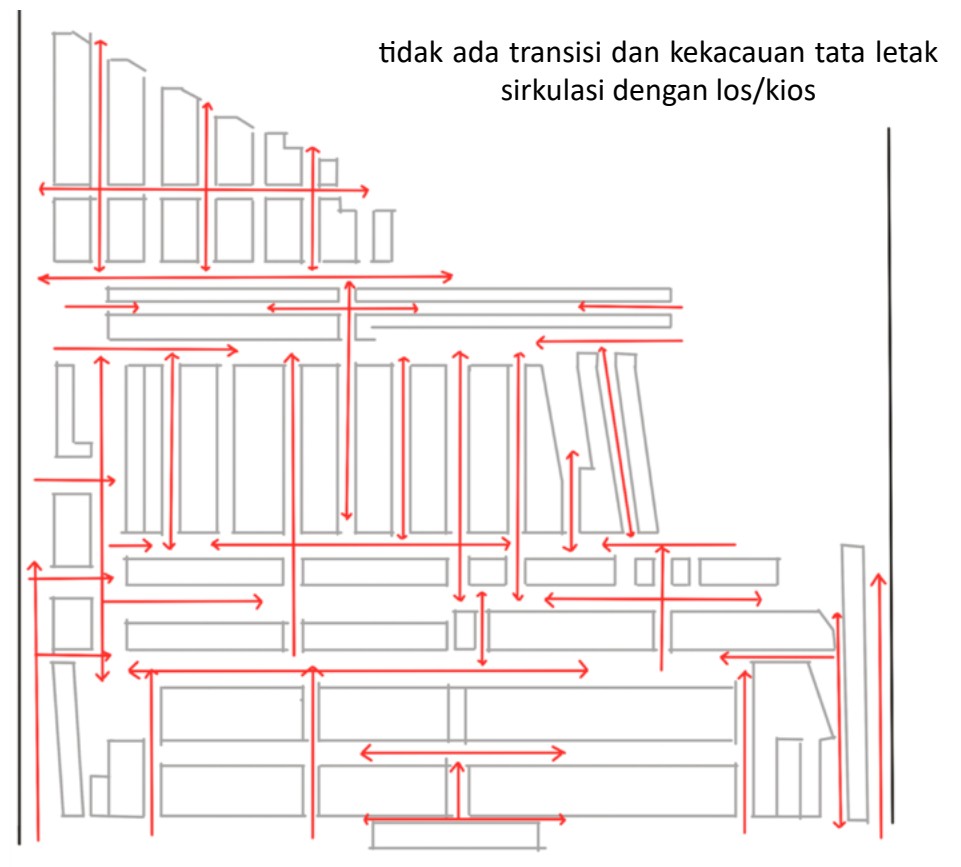 tidak ada transisi dan kekacauan tata letak
sirkulasi dengan los/kios